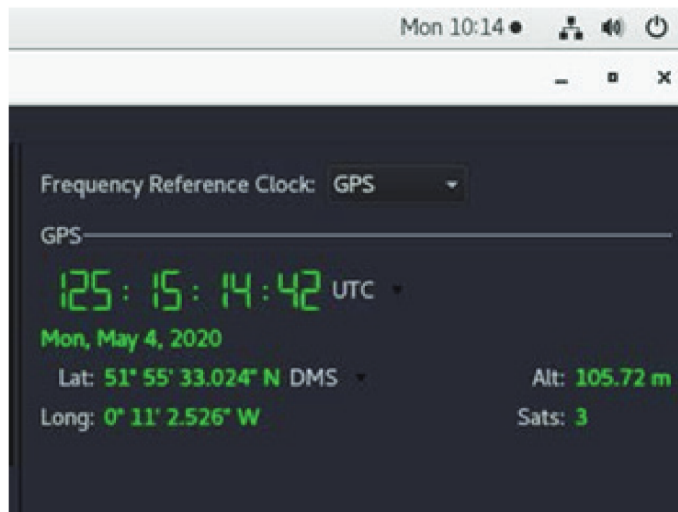 Mon 10:14
Frequency Reference Clock: GPS
GPS
125:15:14:42 UTC
Mon, May 4, 2020
Lat: 51° 55' 33.024" N DMS Alt: 105.72 m
Long: 0° 11' 2.526" W Sats: 3